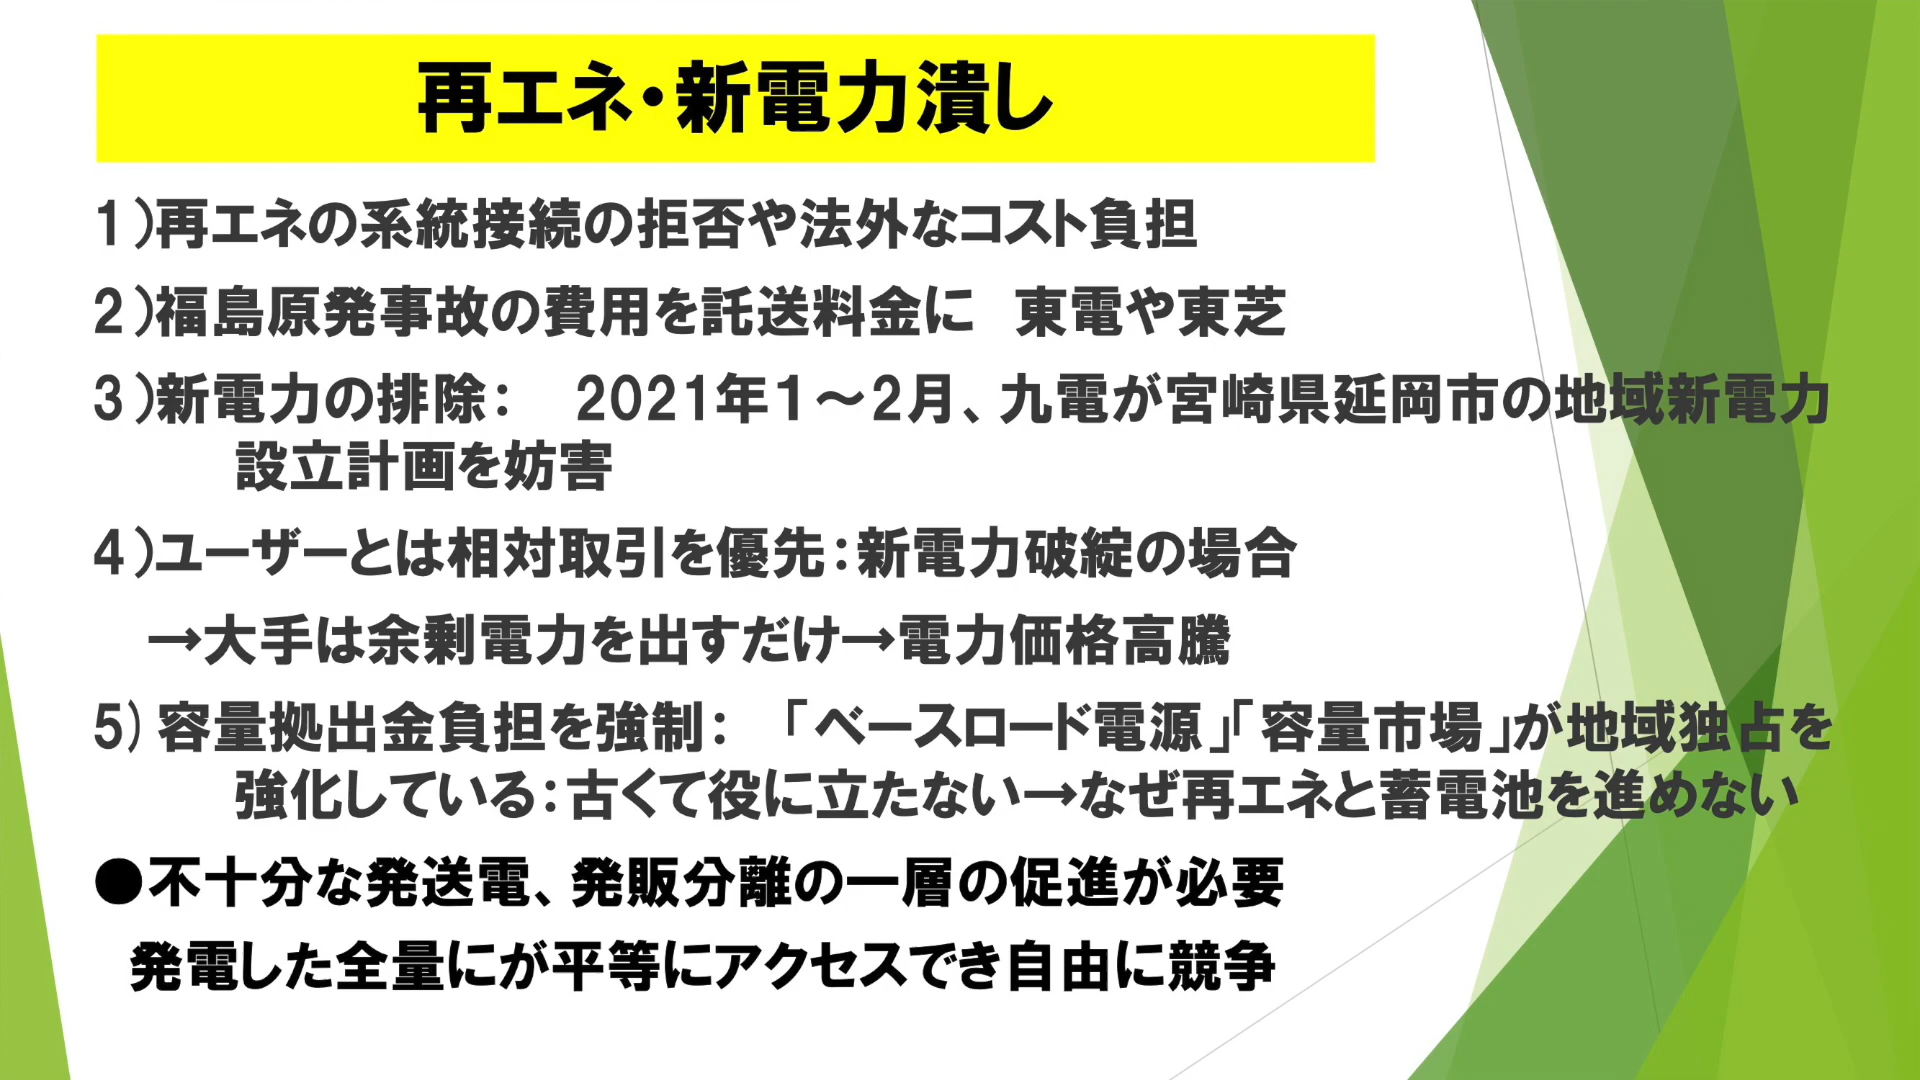 再エネ・新電力潰し
1)再エネの系統接続の拒否や法外なコスト負担
2)福島原発事故の費用を託送料金に　東電や東芝
3)新電力の排除:　2021年1～2月、九電が宮崎県延岡市の地域新電力
設立計画を妨害
4)ユーザーとは相対取引を優先:新電力破綻の場合
→大手は余剰電力を出すだけ→電力価格高騰
5) 容量拠出金負担を強制:　「ベースロード電源」「容量市場」が地域独占を
強化している:古くて役に立たない→なぜ再エネと蓄電池を進めない
●不十分な発送電、発販分離の一層の促進が必要
発電した全量にが平等にアクセスでき自由に競争